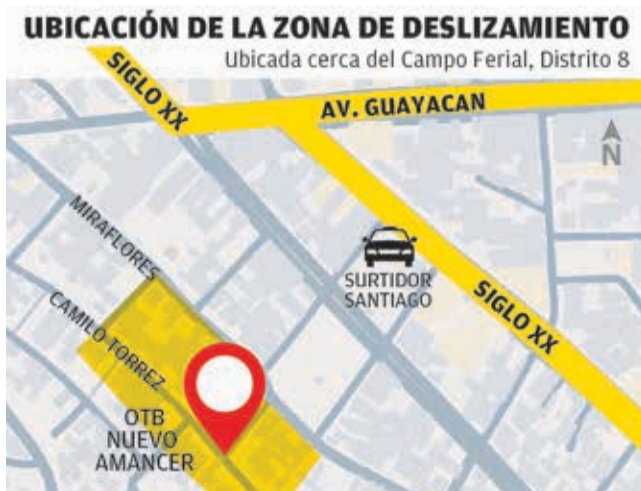 UBICACIÓN DE LA ZONA DE DESLIZAMIENTO
Ubicada cerca del Campo Ferial, Distrito 8
SIGLO XX
AV. GUAYACAN
N
MIRAFLORES
SURTIDOR
SANTIAGO
SIGLO XX
CAMILO TORREZ
OTB
NUEVO
AMANCER